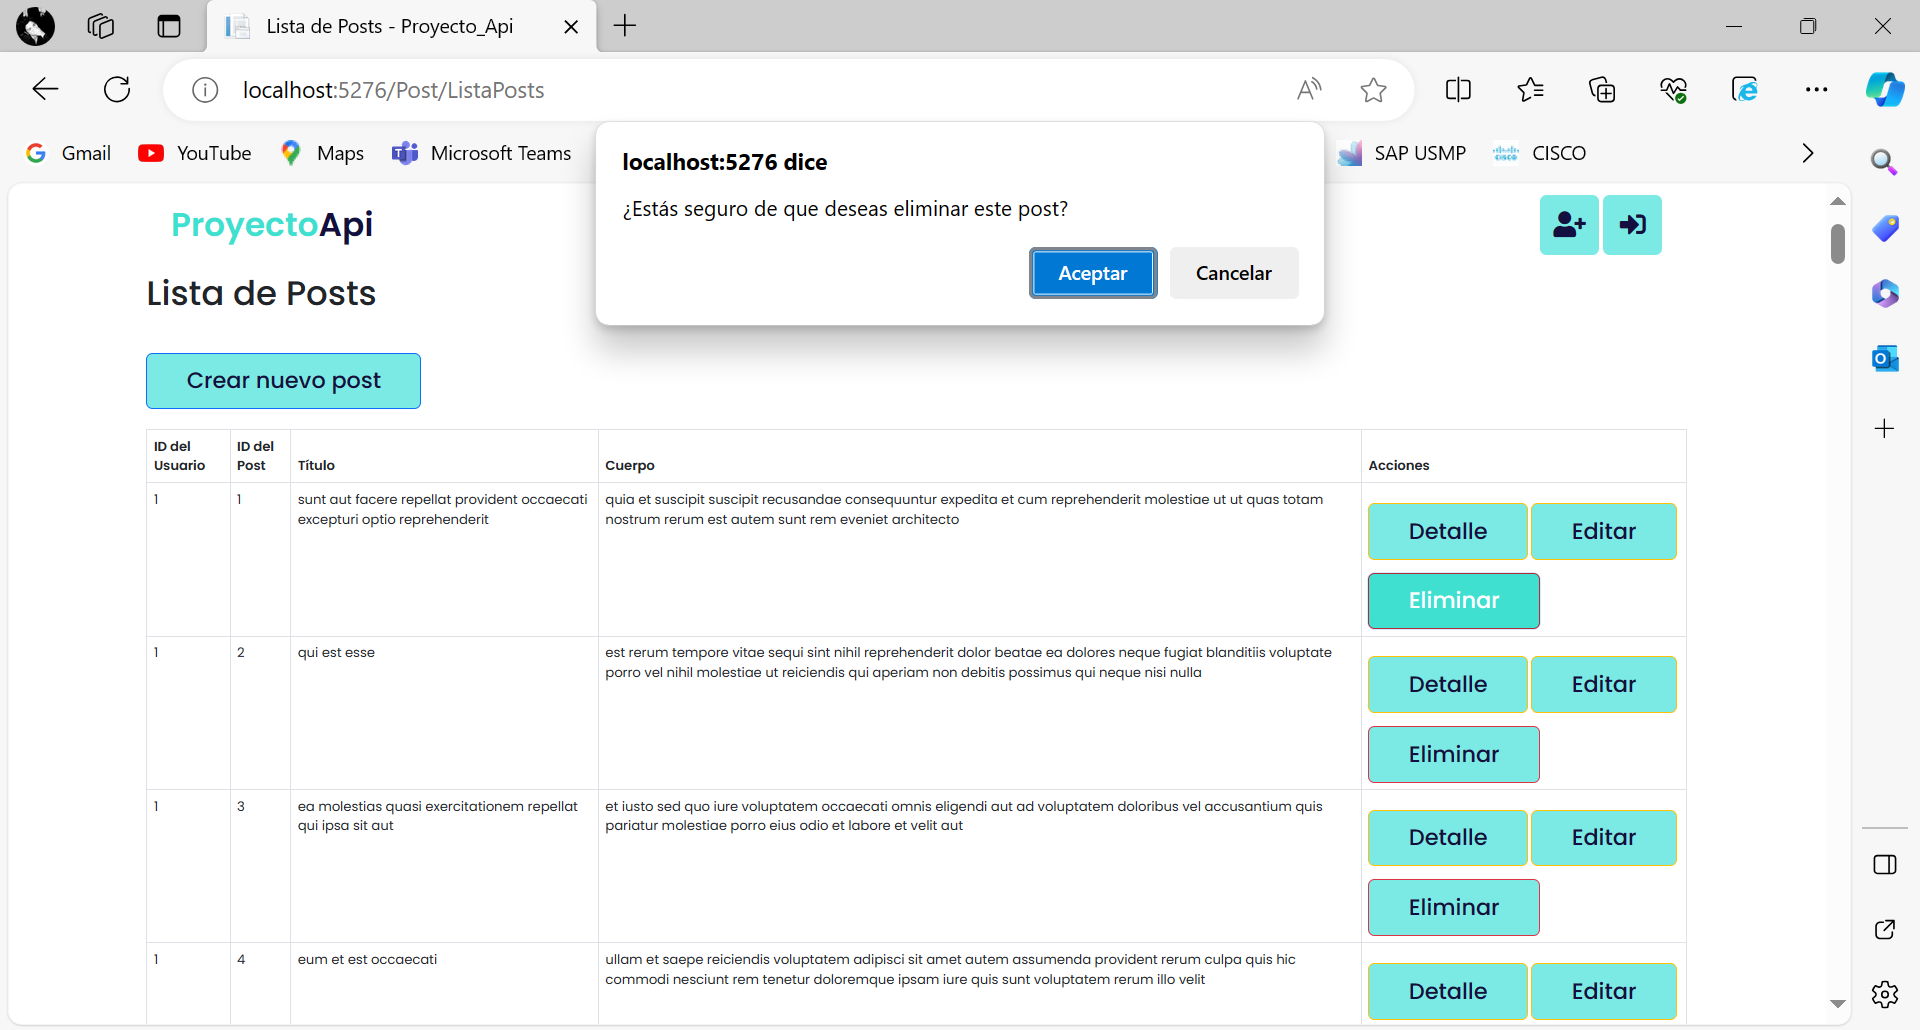 Lista de Posts - Proyecto_Api
localhost:5276/Post/ListaPosts
Gmail
YouTube
Maps
Microsoft Teams
SAP USMP
CISCO
localhost:5276 dice
¿Estás seguro de que deseas eliminar este post?
Aceptar
Cancelar
ProyectoApi
Lista de Posts
Crear nuevo post
ID del
Usuario
ID del
Post
Título
Cuerpo
Acciones
1
1
sunt aut facere repellat provident occaecati
excepturi optio reprehenderit
quia et suscipit suscipit recusandae consequuntur expedita et cum reprehenderit molestiae ut ut quas totam
nostrum rerum est autem sunt rem eveniet architecto
Detalle
Editar
Eliminar
1
2
qui est esse
est rerum tempore vitae sequi sint nihil reprehenderit dolor beatae ea dolores neque fugiat blanditiis voluptate
porro vel nihil molestiae ut reiciendis qui aperiam non debitis possimus qui neque nisi nulla
Detalle
Editar
Eliminar
1
3
ea molestias quasi exercitationem repellat
qui ipsa sit aut
et iusto sed quo iure voluptatem occaecati omnis eligendi aut ad voluptatem doloribus vel accusantium quis
pariatur molestiae porro eius odio et labore et velit aut
Detalle
Editar
Eliminar
1
4
eum et est occaecati
ullam et saepe reiciendis voluptatem adipisci sit amet autem assumenda provident rerum culpa quis hic
commodi nesciunt rem tenetur doloremque ipsam iure quis sunt voluptatem rerum illo velit
Detalle
Editar